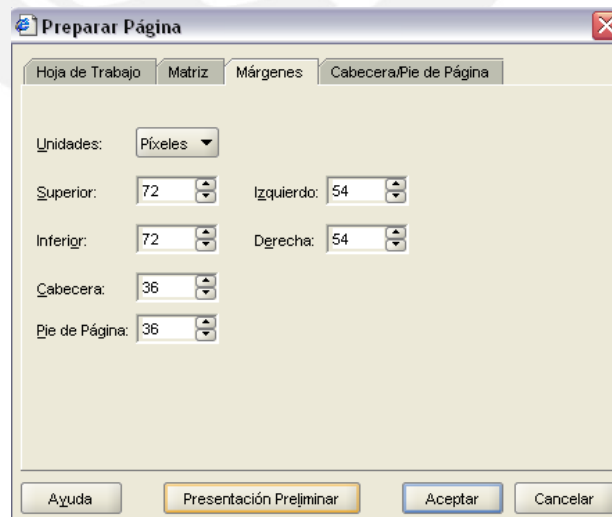 Preparar Página
Hoja de Trabajo Matriz Márgenes Cabecera/Pie de Página
Unidades: Píxeles
Superior: 72 Izquierdo: 54
Inferior: 72 Derecha: 54
Cabecera: 36
Pie de Página: 36
Ayuda Presentación Preliminar Aceptar Cancelar